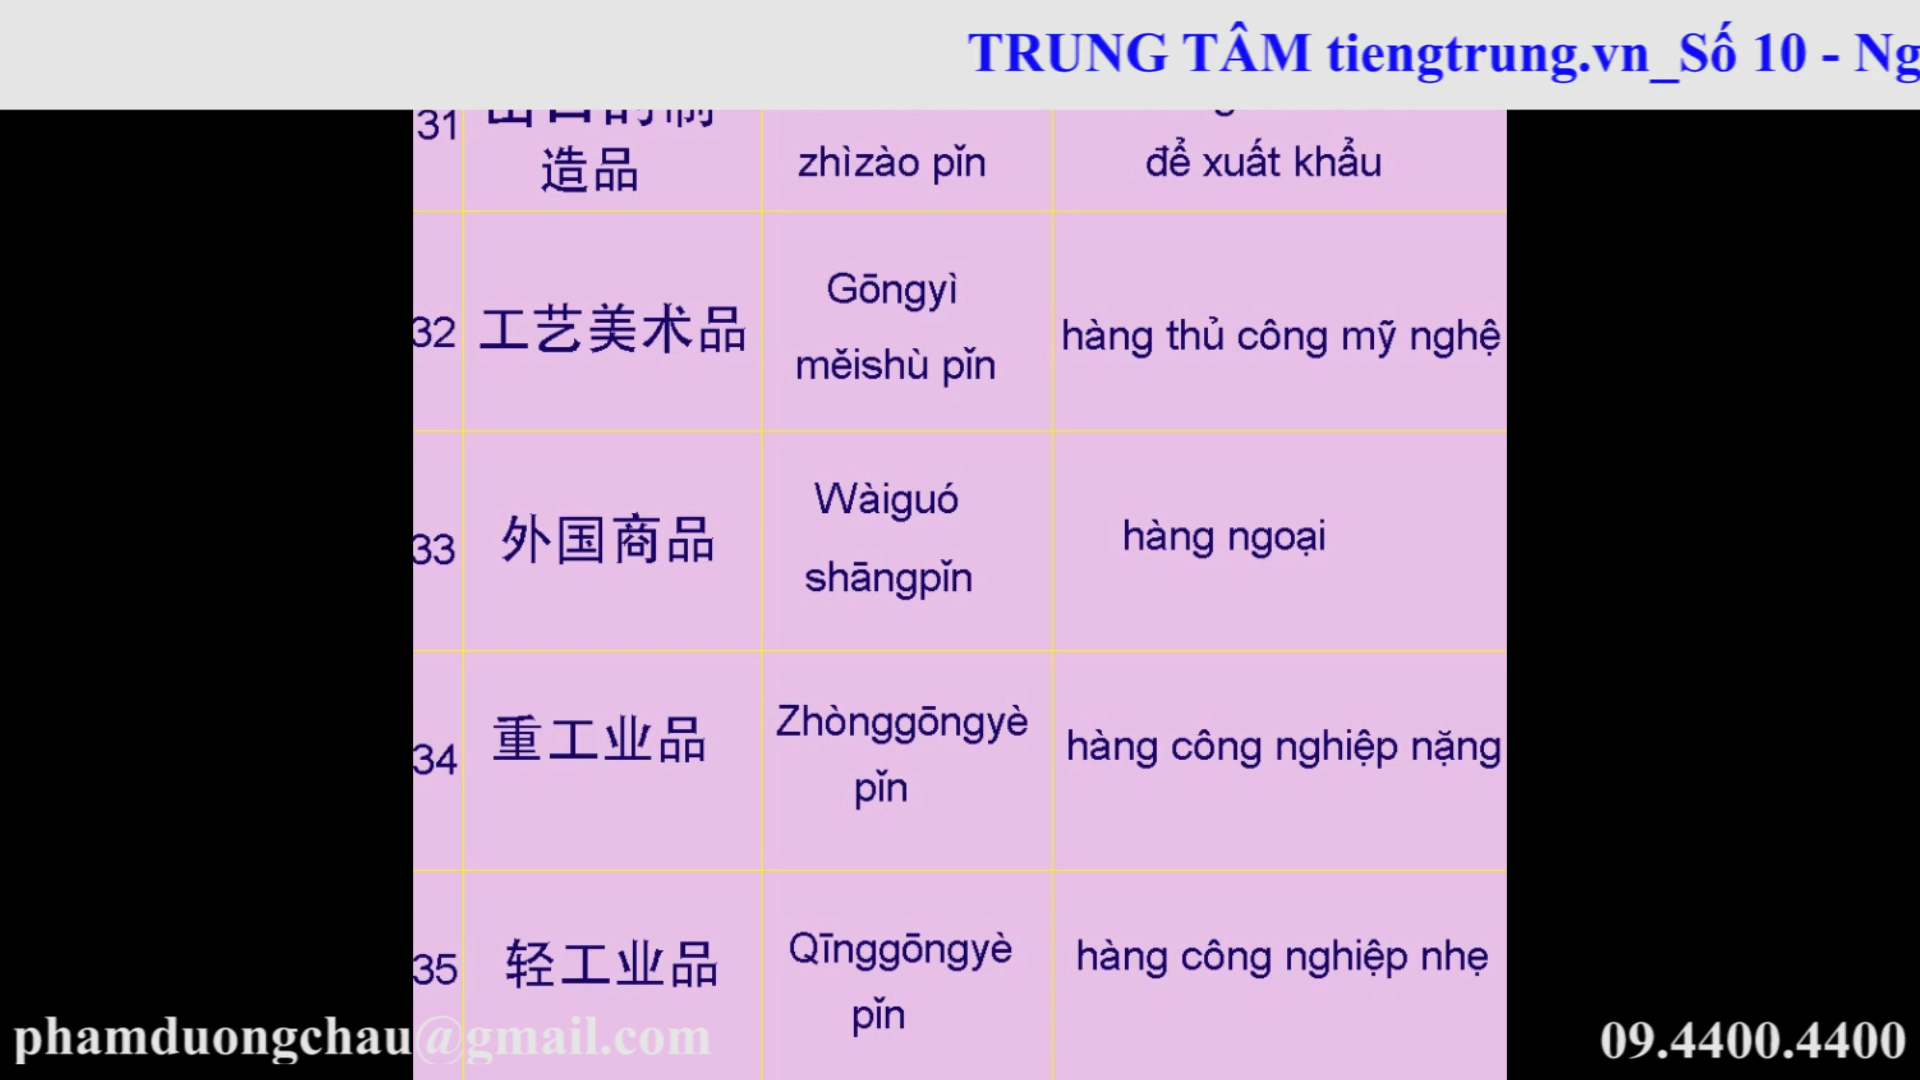 TRUNG TÂM tiengtrung.vn_Số 10 - Ng
31
造品
zhìzào pǐn
để xuất khẩu
32
工艺美术品
Gōngyì
měishù pǐn
hàng thủ công mỹ nghệ
33
外国商品
Wàiguó
shāngpǐn
hàng ngoại
34
重工业品
Zhònggōngyè
pǐn
hàng công nghiệp nặng
35
轻工业品
Qīnggōngyè
pǐn
hàng công nghiệp nhẹ
phamduongchau@gmail.com
09.4400.4400